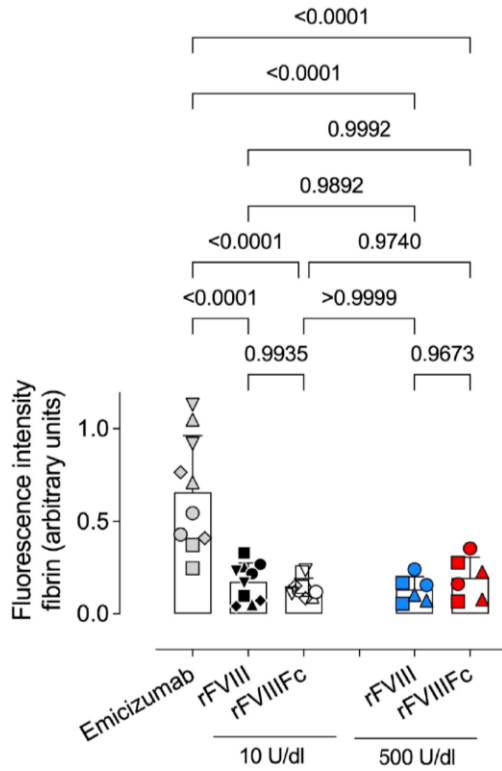 <0.0001
<0.0001
0.9992
0.9892
<0.0001 0.9740
<0.0001 >0.9999
0.9935 0.9673
Fluorescence intensity
fibrin (arbitrary units)
1.0
0.5
0.0
Emicizumab
rFVIII
rFVIIIFc
rFVIII
rFVIIIFc
10 U/dl 500 U/dl